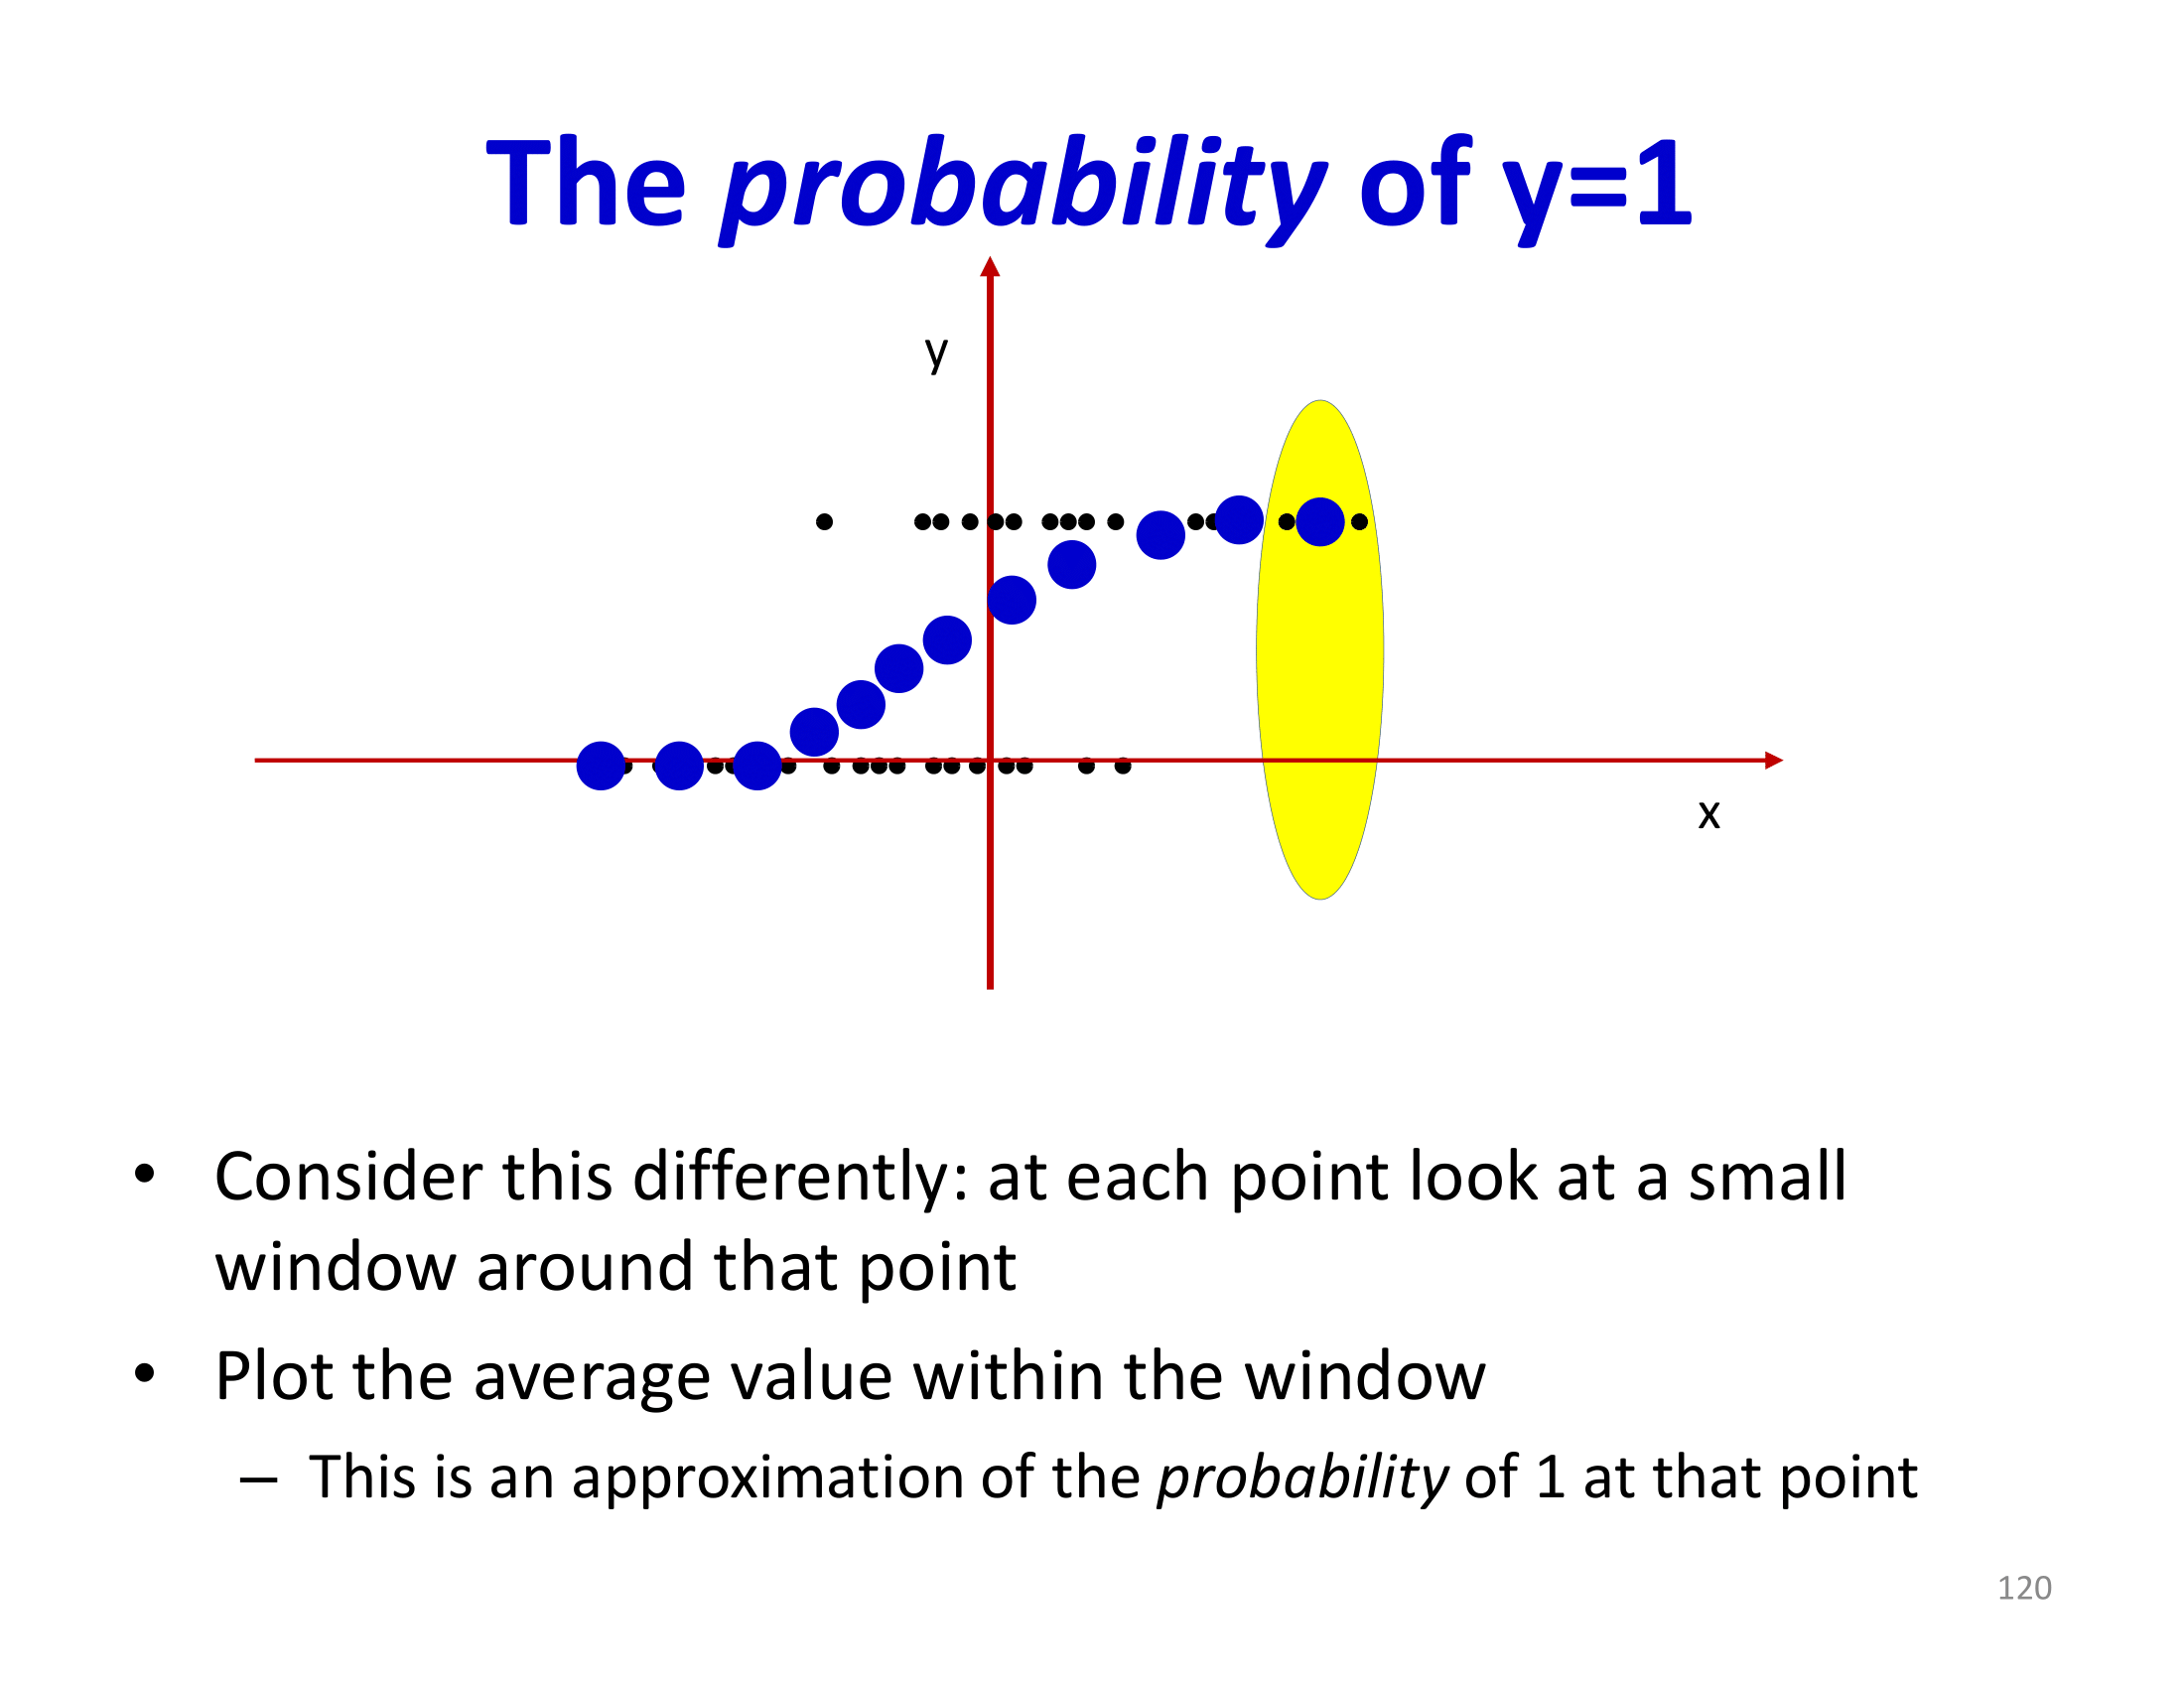 The probability of y=1
y
x
• Consider this differently: at each point look at a small
window around that point
• Plot the average value within the window
– This is an approximation of the probability of 1 at that point
120